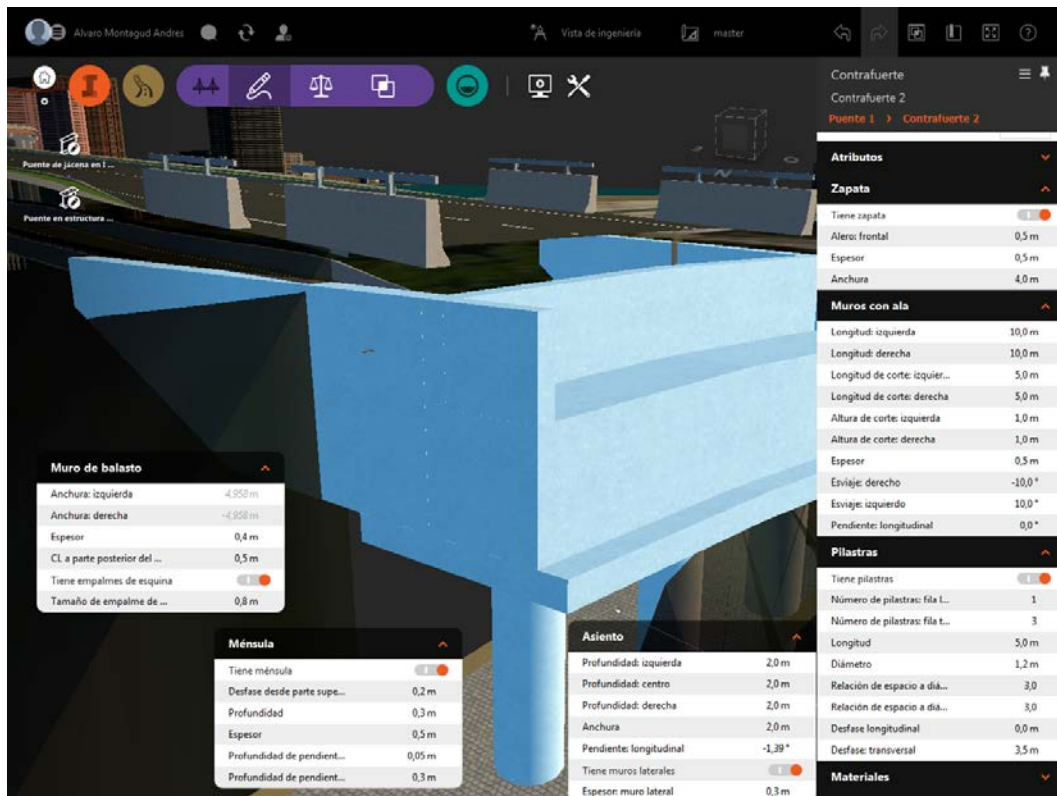 Alvaro Montagud Andres
Vista de ingeniería
master
Contrafuerte
Contrafuerte 2
Puente 1 > Contrafuerte 2
Puente de jácena en I ...
Puente en estructura ...
Atributos
Zapata
Tiene zapata
Alero: frontal 0,5 m
Espesor 0,5 m
Anchura 4,0 m
Muros con ala
Longitud: izquierda 10,0 m
Longitud: derecha 10,0 m
Longitud de corte: izquier... 5,0 m
Longitud de corte: derecha 5,0 m
Altura de corte: izquierda 1,0 m
Altura de corte: derecha 1,0 m
Espesor 0,5 m
Esviaje: derecho -10,0 °
Esviaje: izquierdo 10,0 °
Pendiente: longitudinal 0,0 °
Pilastras
Tiene pilastras
Número de pilastras: fila l... 1
Número de pilastras: fila t... 3
Longitud 5,0 m
Diámetro 1,2 m
Relación de espacio a diá... 3,0
Relación de espacio a diá... 3,0
Desfase longitudinal 0,0 m
Desfase: transversal 3,5 m
Materiales
Muro de balasto
Anchura: izquierda 4,958 m
Anchura: derecha -4,958 m
Espesor 0,4 m
CL a parte posterior del ... 0,5 m
Tiene empalmes de esquina
Tamaño de empalme de ... 0,8 m
Ménsula
Tiene ménsula
Desfase desde parte supe... 0,2 m
Profundidad 0,3 m
Espesor 0,5 m
Profundidad de pendient... 0,05 m
Profundidad de pendient... 0,3 m
Asiento
Profundidad: izquierda 2,0 m
Profundidad: centro 2,0 m
Profundidad: derecha 2,0 m
Anchura 2,0 m
Pendiente: longitudinal -1,39 °
Tiene muros laterales
Espesor: muro lateral 0,3 m